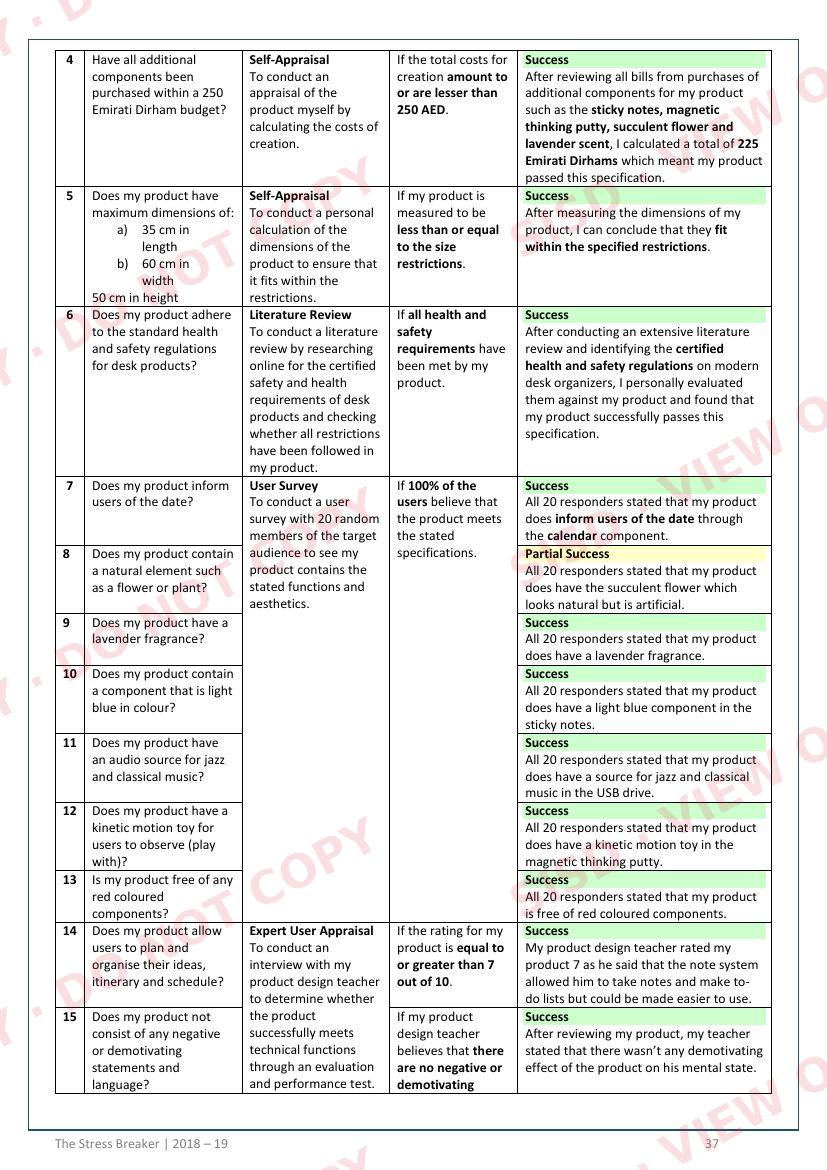 4
Have all additional
components been
purchased within a 250
Emirati Dirham budget?
Self-Appraisal
To conduct an
appraisal of the
product myself by
calculating the costs of
creation.
If the total costs for
creation amount to
or are lesser than
250 AED.
Success
After reviewing all bills from purchases of
additional components for my product
such as the sticky notes, magnetic
thinking putty, succulent flower and
lavender scent, I calculated a total of 225
Emirati Dirhams which meant my product
passed this specification.
5
Does my product have
maximum dimensions of:
a) 35 cm in
length
b) 60 cm in
width
50 cm in height
Self-Appraisal
To conduct a personal
calculation of the
dimensions of the
product to ensure that
it fits within the
restrictions.
If my product is
measured to be
less than or equal
to the size
restrictions.
Success
After measuring the dimensions of my
product, I can conclude that they fit
within the specified restrictions.
6
Does my product adhere
to the standard health
and safety regulations
for desk products?
Literature Review
To conduct a literature
review by researching
online for the certified
safety and health
requirements of desk
products and checking
whether all restrictions
have been followed in
my product.
If all health and
safety
requirements have
been met by my
product.
Success
After conducting an extensive literature
review and identifying the certified
health and safety regulations on modern
desk organizers, I personally evaluated
them against my product and found that
my product successfully passes this
specification.
7
Does my product inform
users of the date?
User Survey
To conduct a user
survey with 20 random
members of the target
audience to see my
product contains the
stated functions and
aesthetics.
If 100% of the
users believe that
the product meets
the stated
specifications.
Success
All 20 responders stated that my product
does inform users of the date through
the calendar component.
8
Does my product contain
a natural element such
as a flower or plant?
Partial Success
All 20 responders stated that my product
does have the succulent flower which
looks natural but is artificial.
9
Does my product have a
lavender fragrance?
Success
All 20 responders stated that my product
does have a lavender fragrance.
10
Does my product contain
a component that is light
blue in colour?
Success
All 20 responders stated that my product
does have a light blue component in the
sticky notes.
11
Does my product have
an audio source for jazz
and classical music?
Success
All 20 responders stated that my product
does have a source for jazz and classical
music in the USB drive.
12
Does my product have a
kinetic motion toy for
users to observe (play
with)?
Success
All 20 responders stated that my product
does have a kinetic motion toy in the
magnetic thinking putty.
13
Is my product free of any
red coloured
components?
Success
All 20 responders stated that my product
is free of red coloured components.
14
Does my product allow
users to plan and
organise their ideas,
itinerary and schedule?
Expert User Appraisal
To conduct an
interview with my
product design teacher
to determine whether
the product
successfully meets
technical functions
through an evaluation
and performance test.
If the rating for my
product is equal to
or greater than 7
out of 10.
Success
My product design teacher rated my
product 7 as he said that the note system
allowed him to take notes and make to-
do lists but could be made easier to use.
15
Does my product not
consist of any negative
or demotivating
statements and
language?
If my product
design teacher
believes that there
are no negative or
demotivating
Success
After reviewing my product, my teacher
stated that there wasn't any demotivating
effect of the product on his mental state.
The Stress Breaker | 2018 – 19
37
Y · DO NOT COPY
SISD · VIEW O
Y · DO NOT COPY
SISD · VIEW O
Y · DO NOT COPY
SISD · VIEW O